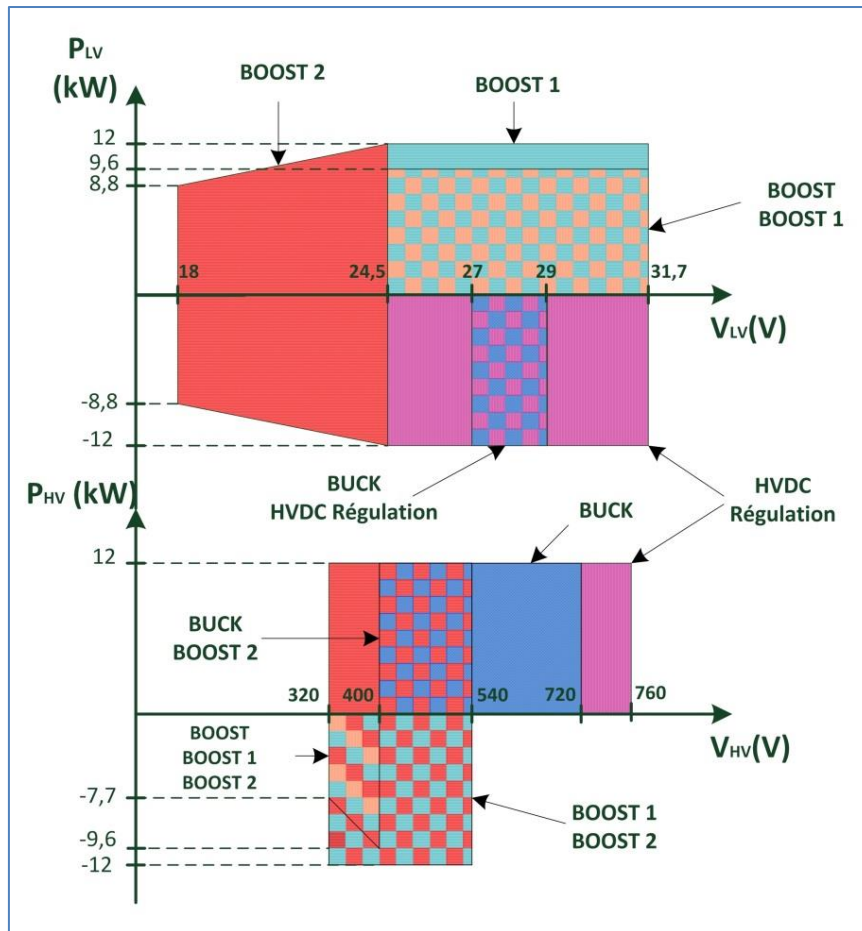 PLV
(kW)
BOOST 2
BOOST 1
12
9,6
8,8
BOOST
BOOST 1
18
24,5
27
29
31,7
VLV(V)
-8,8
-12
BUCK
HVDC Régulation
HVDC
Régulation
PHV (kW)
BUCK
12
BUCK
BOOST 2
320
400
540
720
760
VHV(V)
BOOST
BOOST 1
BOOST 2
-7,7
BOOST 1
BOOST 2
-9,6
-12